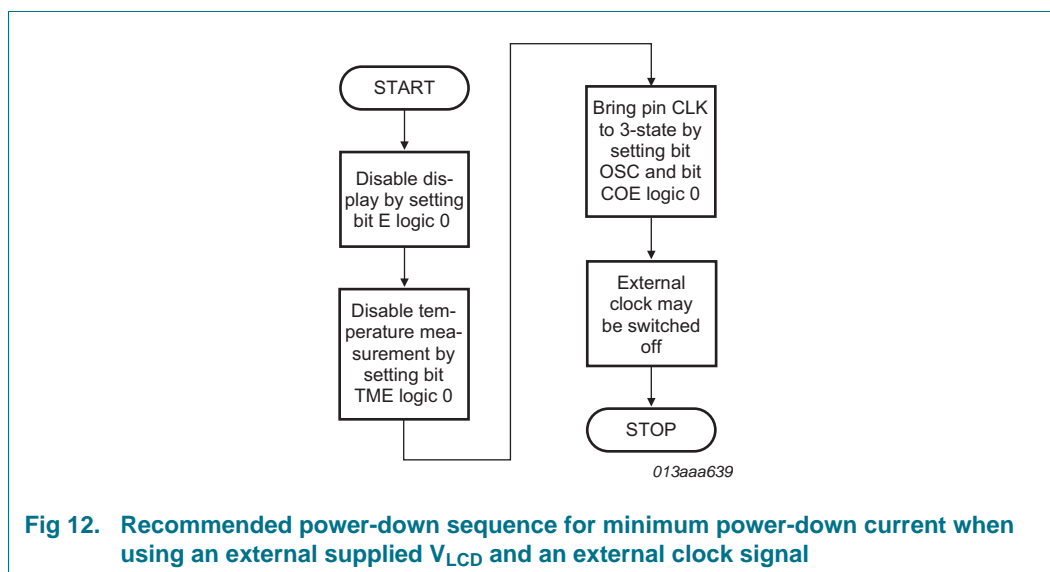 START
Disable dis-
play by setting
bit E logic 0
Disable tem-
perature mea-
surement by
setting bit
TME logic 0
Bring pin CLK
to 3-state by
setting bit
OSC and bit
COE logic 0
External
clock may
be switched
off
STOP
013aaa639
Fig 12. Recommended power-down sequence for minimum power-down current when
using an external supplied VLCD and an external clock signal